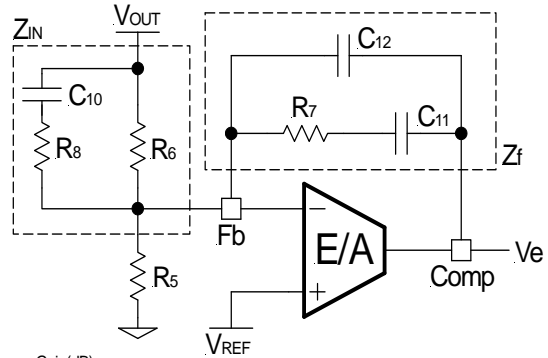 ZIN
VOUT
C12
C10
R7
C11
R8
R6
Zf
Fb
−
E/A
Comp
Ve
R5
+
VREF